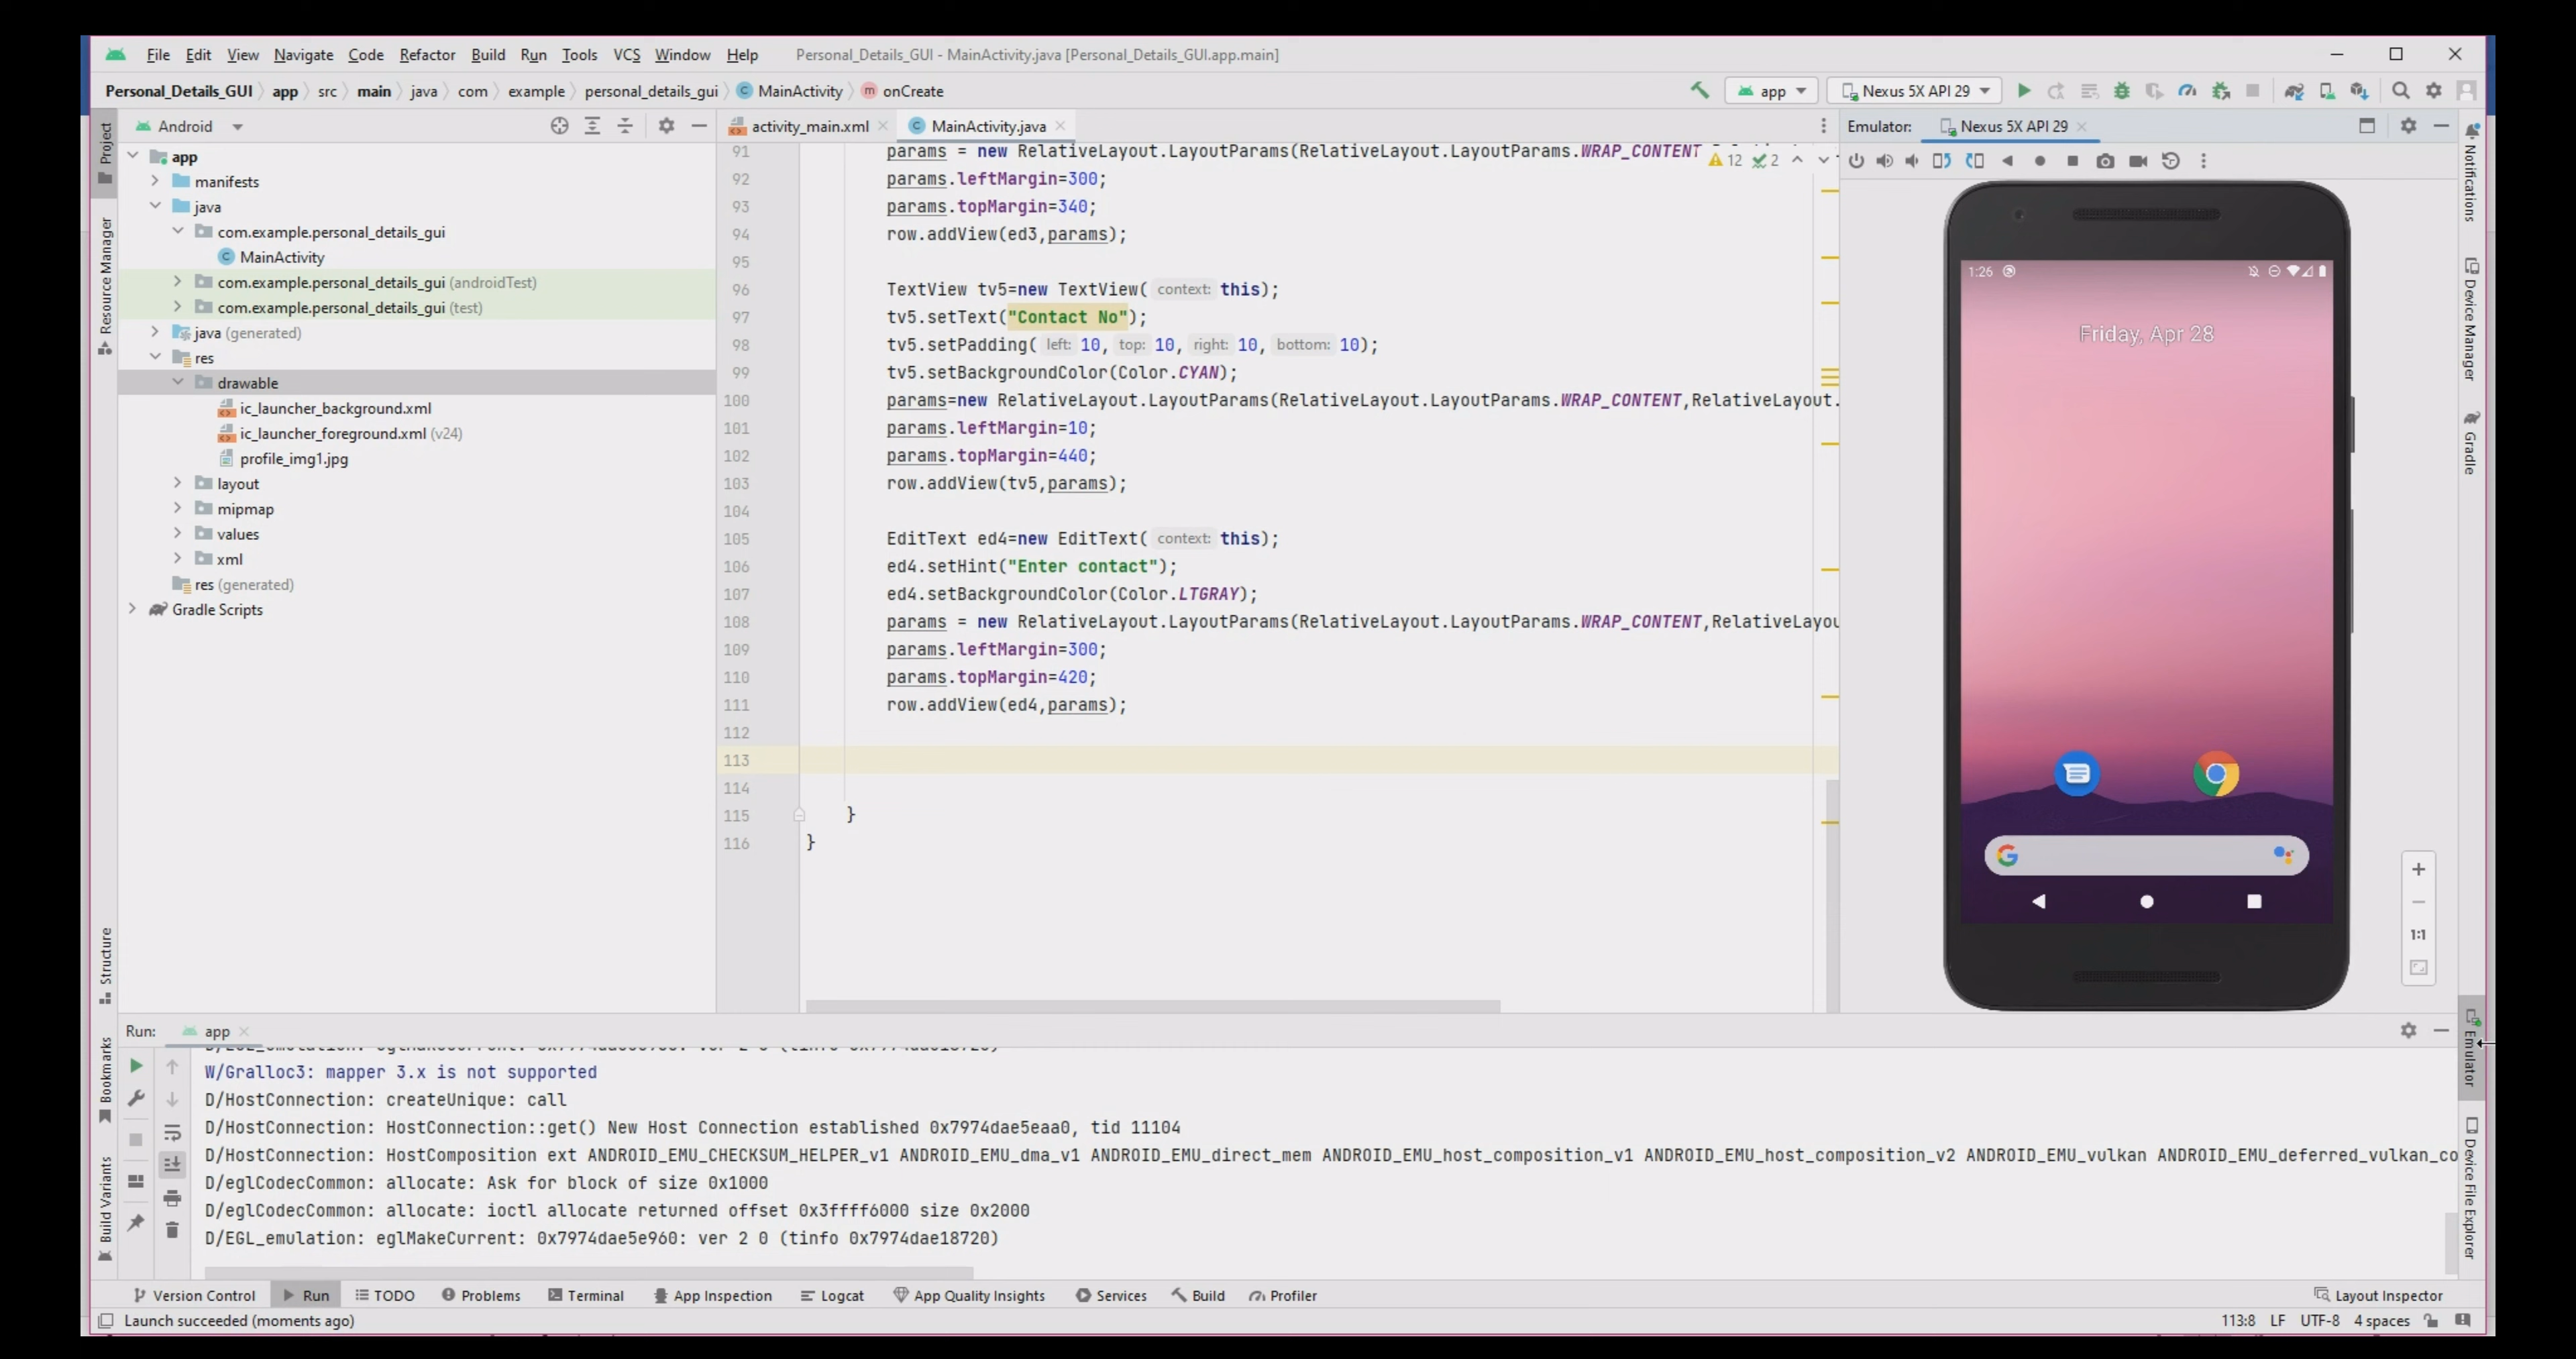 File Edit View Navigate Code Refactor Build Run Tools VCS Window Help Personal_Details_GUI - MainActivity.java [Personal_Details_GUI.app.main]
Personal_Details_GUI app src main java com example personal_details_gui MainActivity onCreate app Nexus 5X API 29
Project
Resource Manager
Structure
Bookmarks
Build Variants
Android
app
manifests
java
com.example.personal_details_gui
MainActivity
com.example.personal_details_gui (androidTest)
com.example.personal_details_gui (test)
java (generated)
res
drawable
ic_launcher_background.xml
ic_launcher_foreground.xml (v24)
profile_img1.jpg
layout
mipmap
values
xml
res (generated)
Gradle Scripts
activity_main.xml MainActivity.java
12 2
91 params = new RelativeLayout.LayoutParams(RelativeLayout.LayoutParams.WRAP_CONTENT
92 params.leftMargin=300;
93 params.topMargin=340;
94 row.addView(ed3,params);
95
96 TextView tv5=new TextView( context: this);
97 tv5.setText("Contact No");
98 tv5.setPadding( left: 10, top: 10, right: 10, bottom: 10);
99 tv5.setBackgroundColor(Color.CYAN);
100 params=new RelativeLayout.LayoutParams(RelativeLayout.LayoutParams.WRAP_CONTENT,RelativeLayout.
101 params.leftMargin=10;
102 params.topMargin=440;
103 row.addView(tv5,params);
104
105 EditText ed4=new EditText( context: this);
106 ed4.setHint("Enter contact");
107 ed4.setBackgroundColor(Color.LTGRAY);
108 params = new RelativeLayout.LayoutParams(RelativeLayout.LayoutParams.WRAP_CONTENT,RelativeLayou
109 params.leftMargin=300;
110 params.topMargin=420;
111 row.addView(ed4,params);
112
113
114
115 }
116 }
Emulator: Nexus 5X API 29
1:26
Friday, Apr 28
1:1
Notifications
Device Manager
Gradle
Emulator
Device File Explorer
Run: app
W/Gralloc3: mapper 3.x is not supported
D/HostConnection: createUnique: call
D/HostConnection: HostConnection::get() New Host Connection established 0x7974dae5eaa0, tid 11104
D/HostConnection: HostComposition ext ANDROID_EMU_CHECKSUM_HELPER_v1 ANDROID_EMU_dma_v1 ANDROID_EMU_direct_mem ANDROID_EMU_host_composition_v1 ANDROID_EMU_host_composition_v2 ANDROID_EMU_vulkan ANDROID_EMU_deferred_vulkan_co
D/eglCodecCommon: allocate: Ask for block of size 0x1000
D/eglCodecCommon: allocate: ioctl allocate returned offset 0x3ffff6000 size 0x2000
D/EGL_emulation: eglMakeCurrent: 0x7974dae5e960: ver 2 0 (tinfo 0x7974dae18720)
Version Control Run TODO Problems Terminal App Inspection Logcat App Quality Insights Services Build Profiler Layout Inspector
Launch succeeded (moments ago) 113:8 LF UTF-8 4 spaces